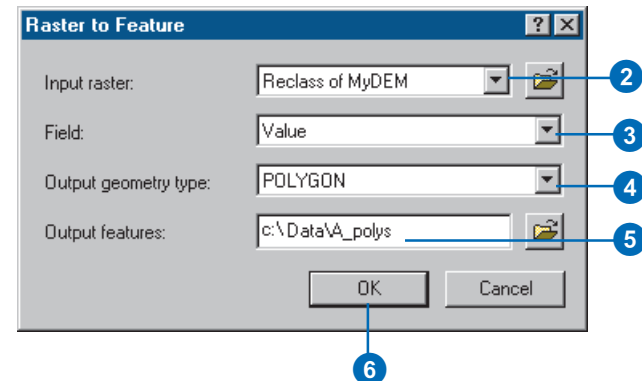 Raster to Feature
Input raster: Reclass of MyDEM 2
Field: Value 3
Output geometry type: POLYGON 4
Output features: c:\Data\A_polys 5
OK Cancel
6